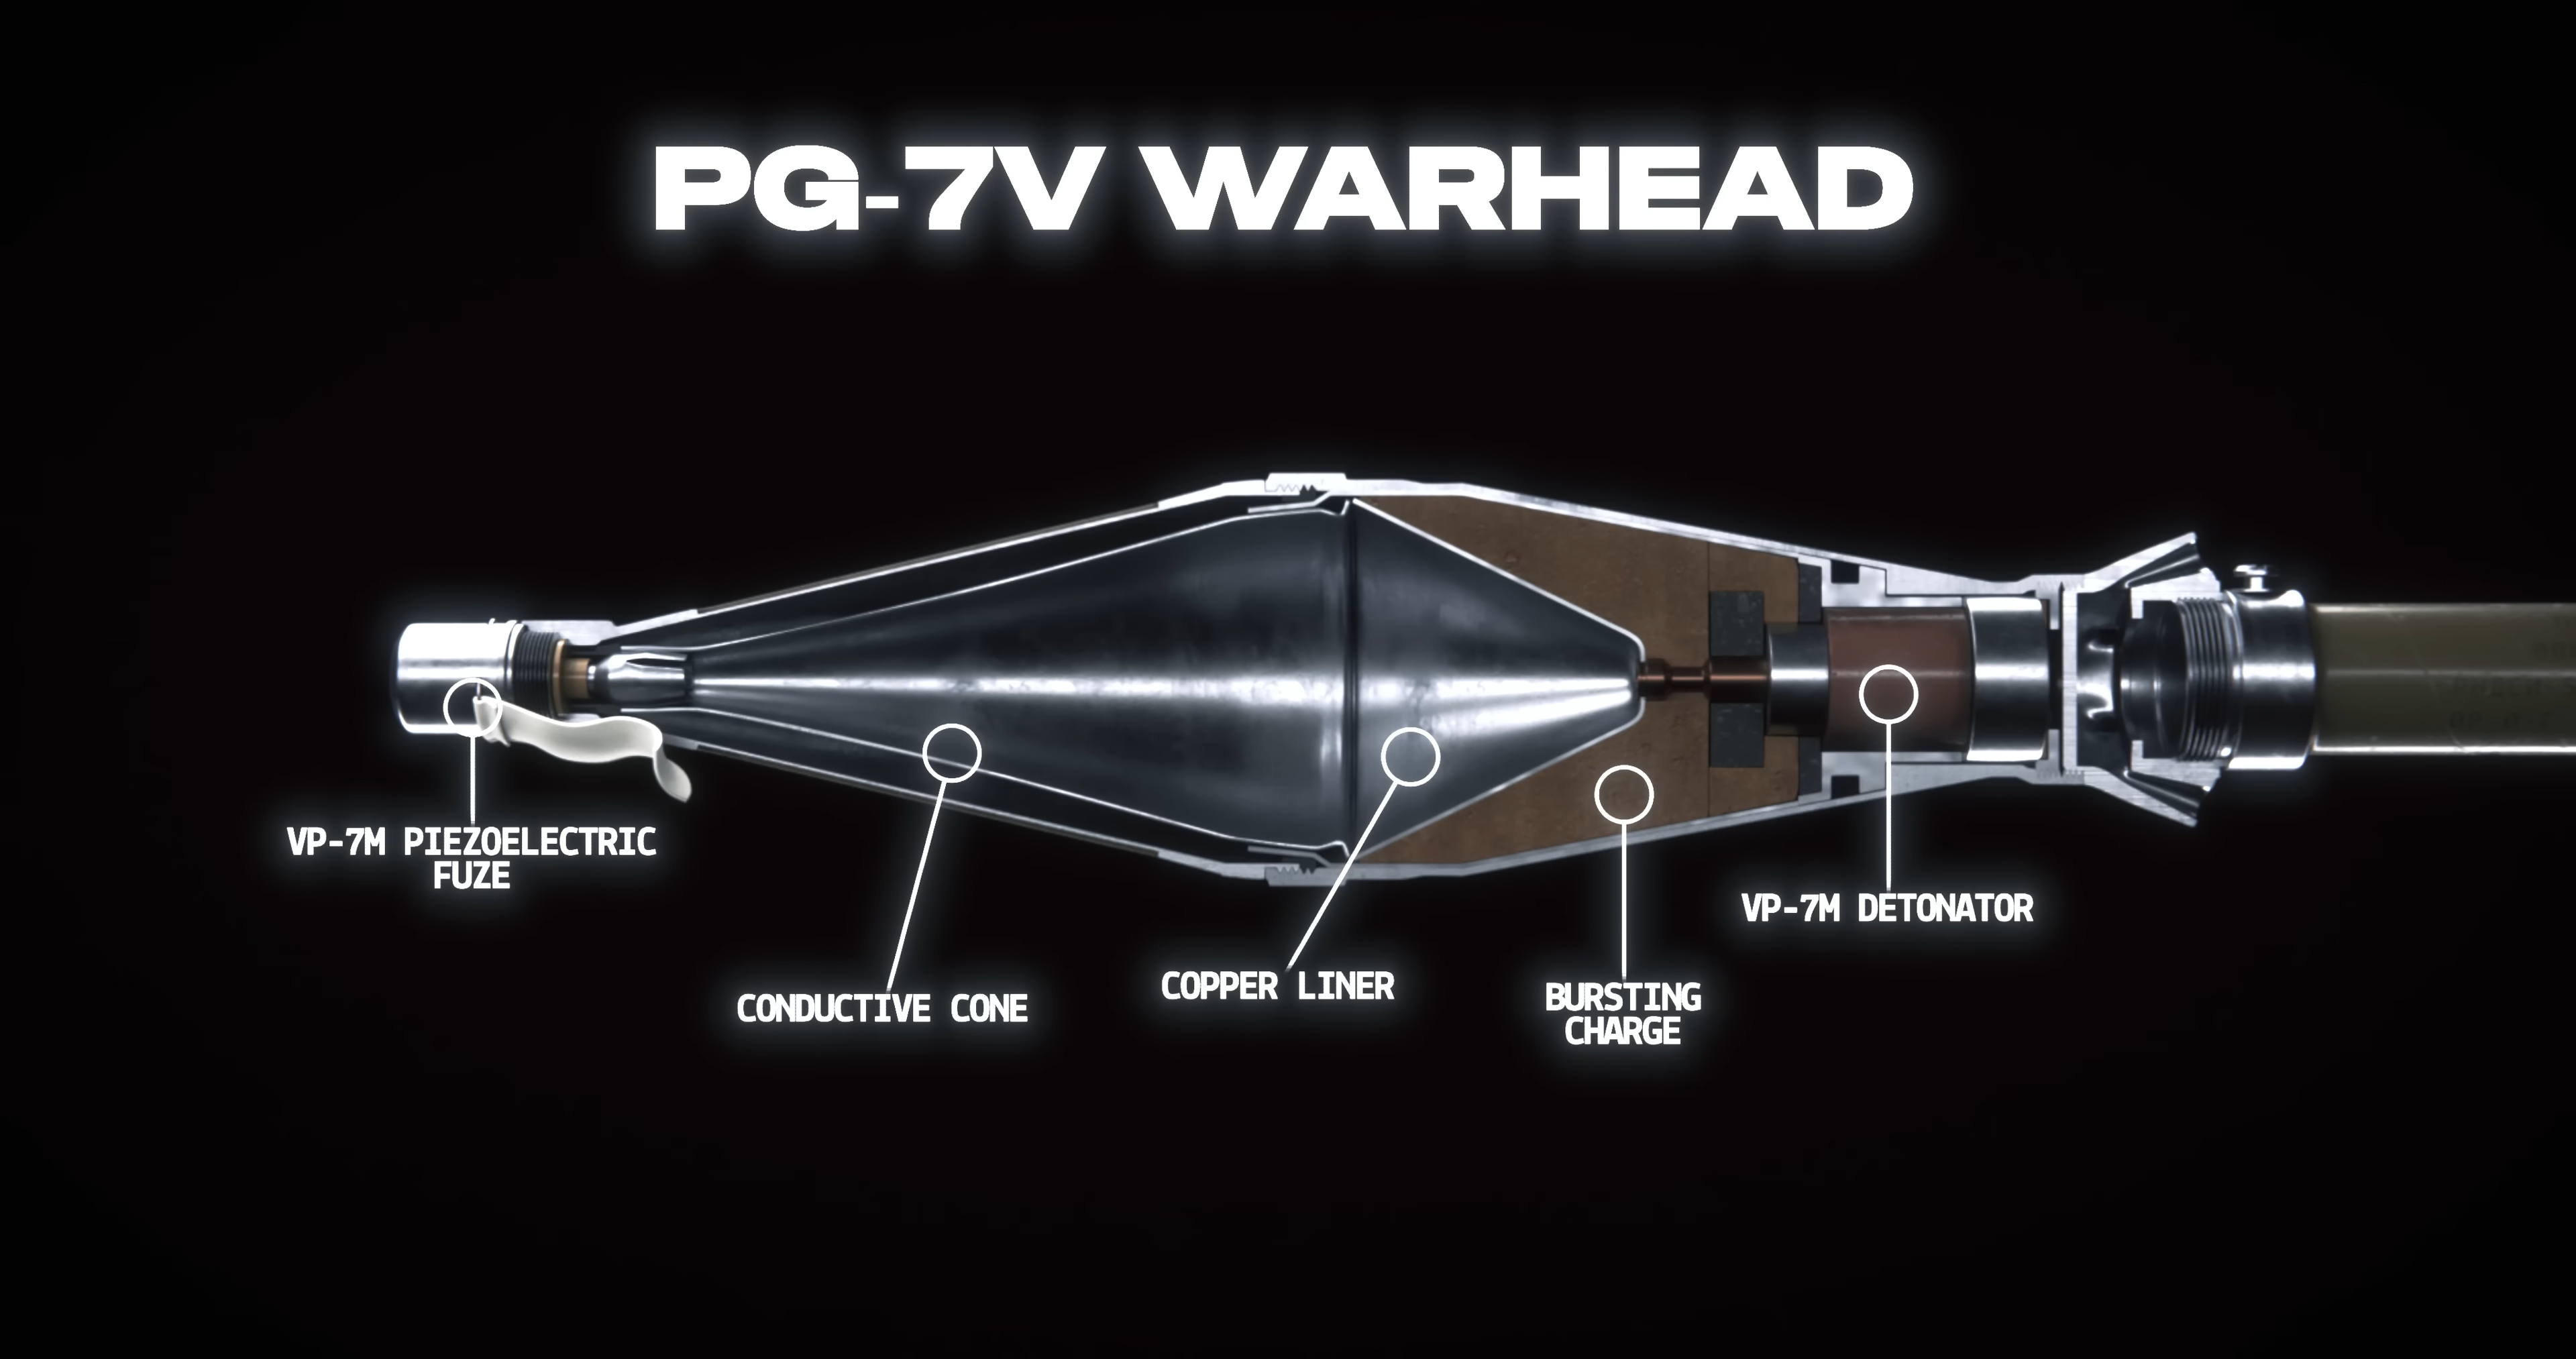 PG-7V WARHEAD
VP-7M PIEZOELECTRIC
FUZE
CONDUCTIVE CONE
COPPER LINER
BURSTING
CHARGE
VP-7M DETONATOR